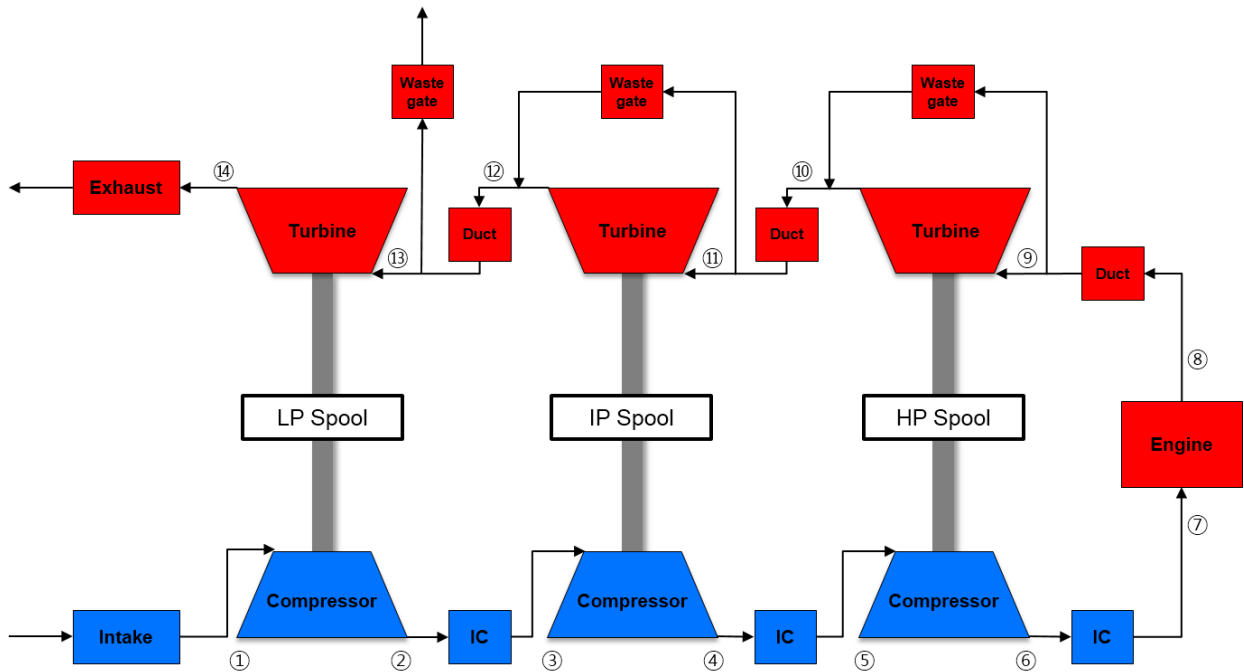 Waste
gate
Waste
gate
Waste
gate
⑭
⑫
⑩
Exhaust
Turbine
Duct
Turbine
Duct
Turbine
⑬
⑪
⑨
Duct
⑧
LP Spool
IP Spool
HP Spool
Engine
⑦
Compressor
Compressor
Compressor
Intake
IC
IC
IC
①
②
③
④
⑤
⑥